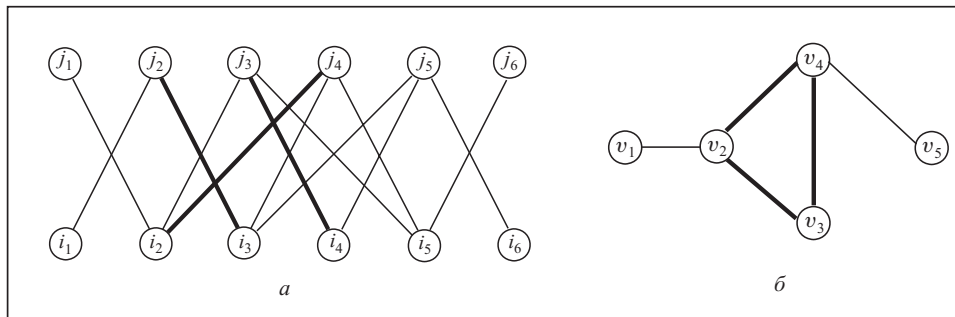 j₁ j₂ j₃ j₄ j₅ j₆
i₁ i₂ i₃ i₄ i₅ i₆
а
v₄
v₁ v₂ v₅
v₃
б